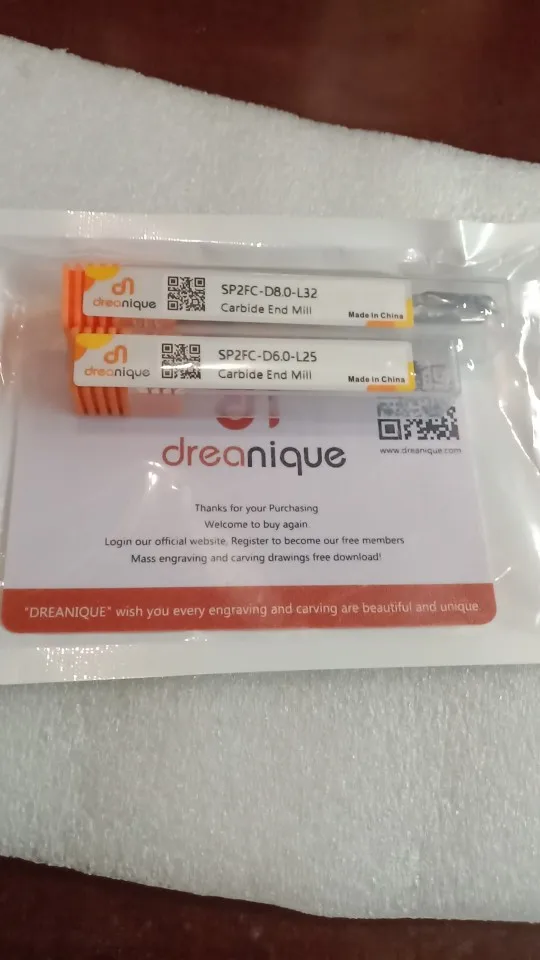 dreanique
SP2FC-D8.0-L32
Carbide End Mill
Made in China
dreanique
SP2FC-D6.0-L25
Carbide End Mill
Made in China
dreanique
www.dreanique.com
Thanks for your Purchasing
Welcome to buy again.
Login our official website, Register to become our free members
Mass engraving and carving drawings free download!
"DREANIQUE" wish you every engraving and carving are beautiful and unique